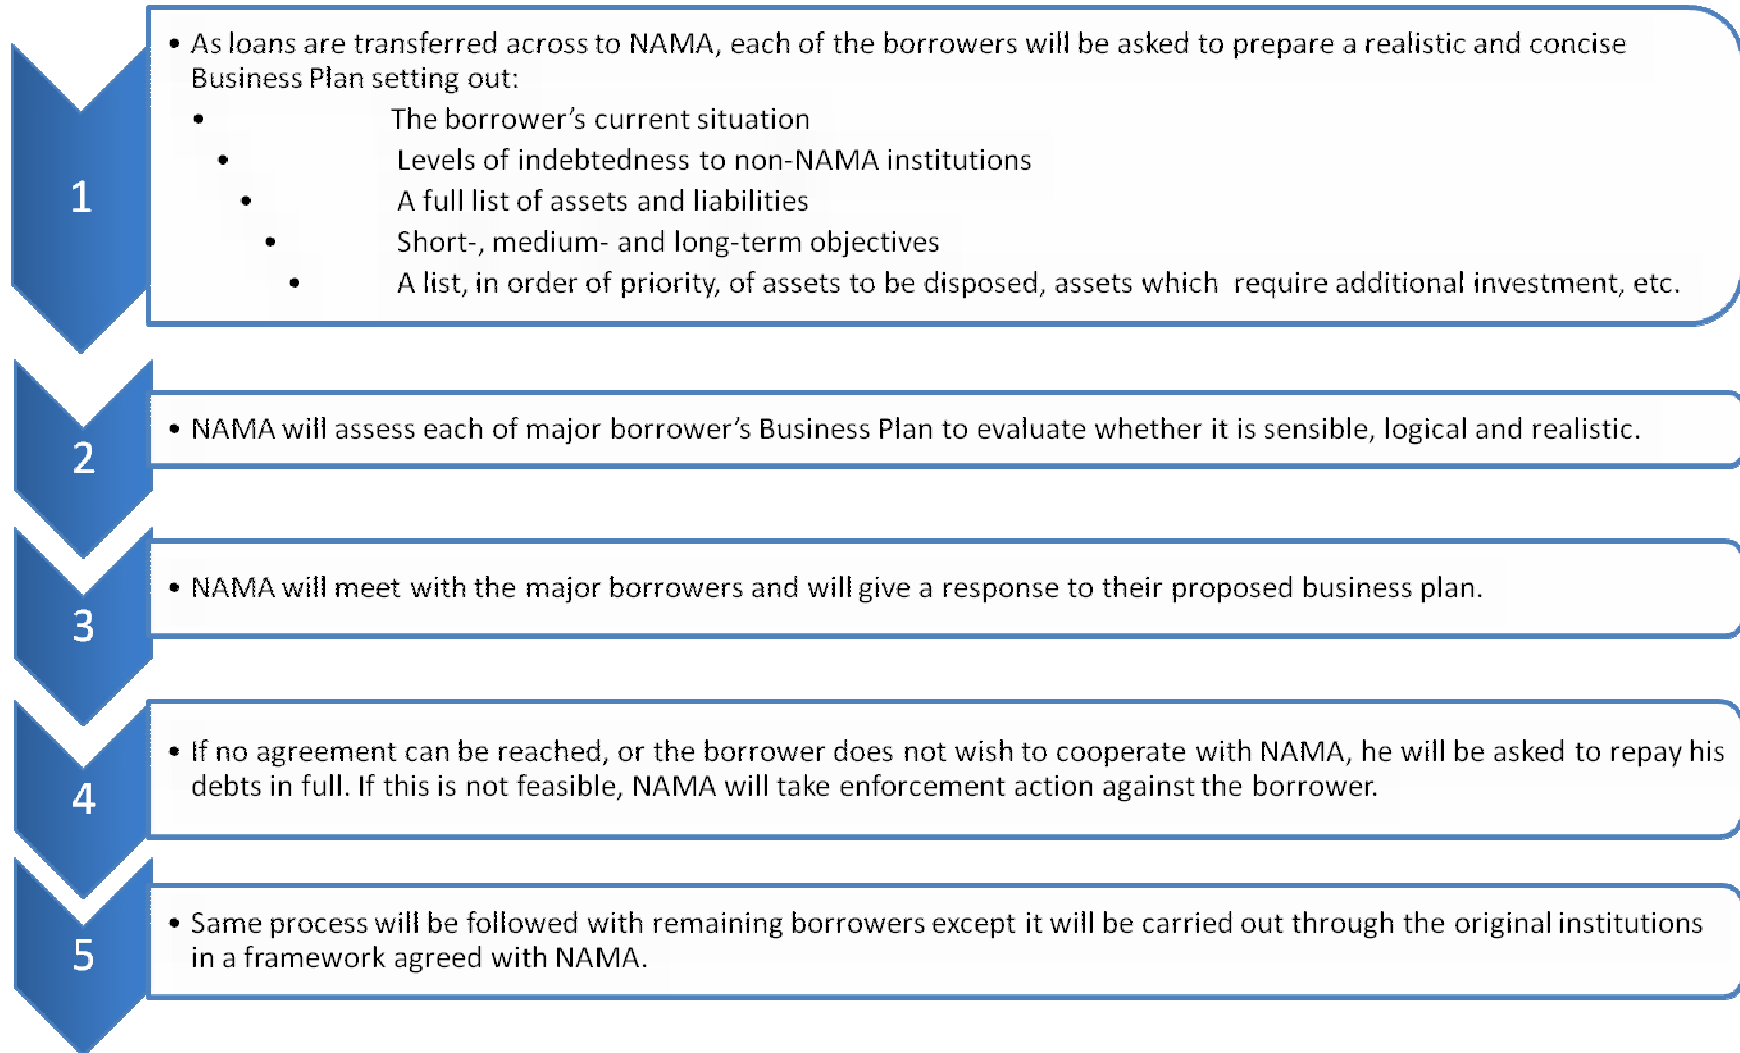 1
• As loans are transferred across to NAMA, each of the borrowers will be asked to prepare a realistic and concise
Business Plan setting out:
• The borrower’s current situation
• Levels of indebtedness to non-NAMA institutions
• A full list of assets and liabilities
• Short-, medium- and long-term objectives
• A list, in order of priority, of assets to be disposed, assets which require additional investment, etc.
2
• NAMA will assess each of major borrower’s Business Plan to evaluate whether it is sensible, logical and realistic.
3
• NAMA will meet with the major borrowers and will give a response to their proposed business plan.
4
• If no agreement can be reached, or the borrower does not wish to cooperate with NAMA, he will be asked to repay his
debts in full. If this is not feasible, NAMA will take enforcement action against the borrower.
5
• Same process will be followed with remaining borrowers except it will be carried out through the original institutions
in a framework agreed with NAMA.